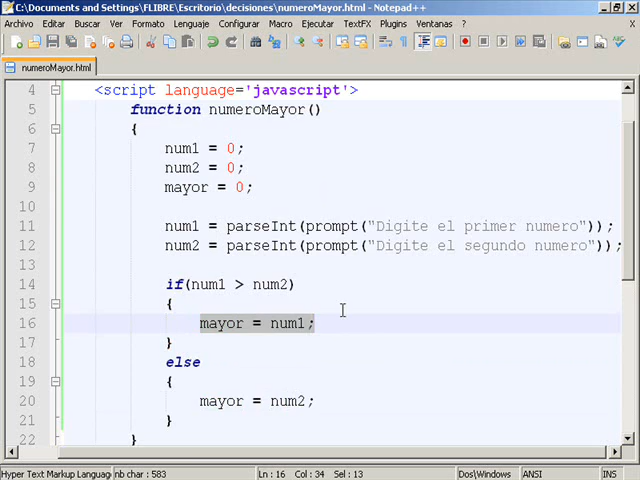 C:\Documents and Settings\FLIBRE\Escritorio\decisiones\numeroMayor.html - Notepad++
Archivo Editar Buscar Ver Formato Lenguaje Configurar Macro Ejecutar TextFX Plugins Ventanas ? X
numeroMayor.html
4 <script language='javascript'>
5 function numeroMayor()
6 {
7 num1 = 0;
8 num2 = 0;
9 mayor = 0;
10
11 num1 = parseInt(prompt("Digite el primer numero"));
12 num2 = parseInt(prompt("Digite el segundo numero"));
13
14 if(num1 > num2)
15 {
16 mayor = num1;
17 }
18 else
19 {
20 mayor = num2;
21 }
22 }
Hyper Text Markup Languag nb char : 583 Ln : 16 Col : 34 Sel : 13 Dos\Windows ANSI INS